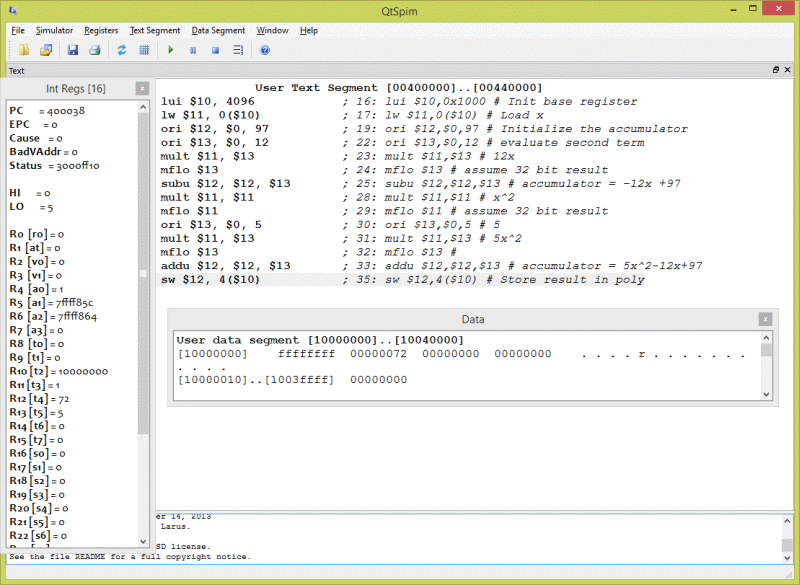 QtSpim
File Simulator Registers Text Segment Data Segment Window Help
Text
Int Regs [16]
PC = 400038
EPC = 0
Cause = 0
BadVAddr = 0
Status = 3000ff10
HI = 0
LO = 5
R0 [r0] = 0
R1 [at] = 0
R2 [v0] = 0
R3 [v1] = 0
R4 [a0] = 1
R5 [a1] = 7ffff85c
R6 [a2] = 7ffff864
R7 [a3] = 0
R8 [t0] = 0
R9 [t1] = 0
R10 [t2] = 10000000
R11 [t3] = 1
R12 [t4] = 72
R13 [t5] = 5
R14 [t6] = 0
R15 [t7] = 0
R16 [s0] = 0
R17 [s1] = 0
R18 [s2] = 0
R19 [s3] = 0
R20 [s4] = 0
R21 [s5] = 0
R22 [s6] = 0
User Text Segment [00400000]..[00440000]
lui $10, 4096 ; 16: lui $10,0x1000 # Init base register
lw $11, 0($10) ; 17: lw $11,0($10) # Load x
ori $12, $0, 97 ; 19: ori $12,$0,97 # Initialize the accumulator
ori $13, $0, 12 ; 22: ori $13,$0,12 # evaluate second term
mult $11, $13 ; 23: mult $11,$13 # 12x
mflo $13 ; 24: mflo $13 # assume 32 bit result
subu $12, $12, $13 ; 25: subu $12,$12,$13 # accumulator = -12x +97
mult $11, $11 ; 28: mult $11,$11 # x^2
mflo $11 ; 29: mflo $11 # assume 32 bit result
ori $13, $0, 5 ; 30: ori $13,$0,5 # 5
mult $11, $13 ; 31: mult $11,$13 # 5x^2
mflo $13 ; 32: mflo $13 #
addu $12, $12, $13 ; 33: addu $12,$12,$13 # accumulator = 5x^2-12x+97
sw $12, 4($10) ; 35: sw $12,4($10) # Store result in poly
Data
User data segment [10000000]..[10040000]
[10000000] ffffffff 00000072 00000000 00000000 . . . . r . . . . . . .
. . . .
[10000010]..[1003ffff] 00000000
er 14, 2013
Larus.
SD license.
See the file README for a full copyright notice.